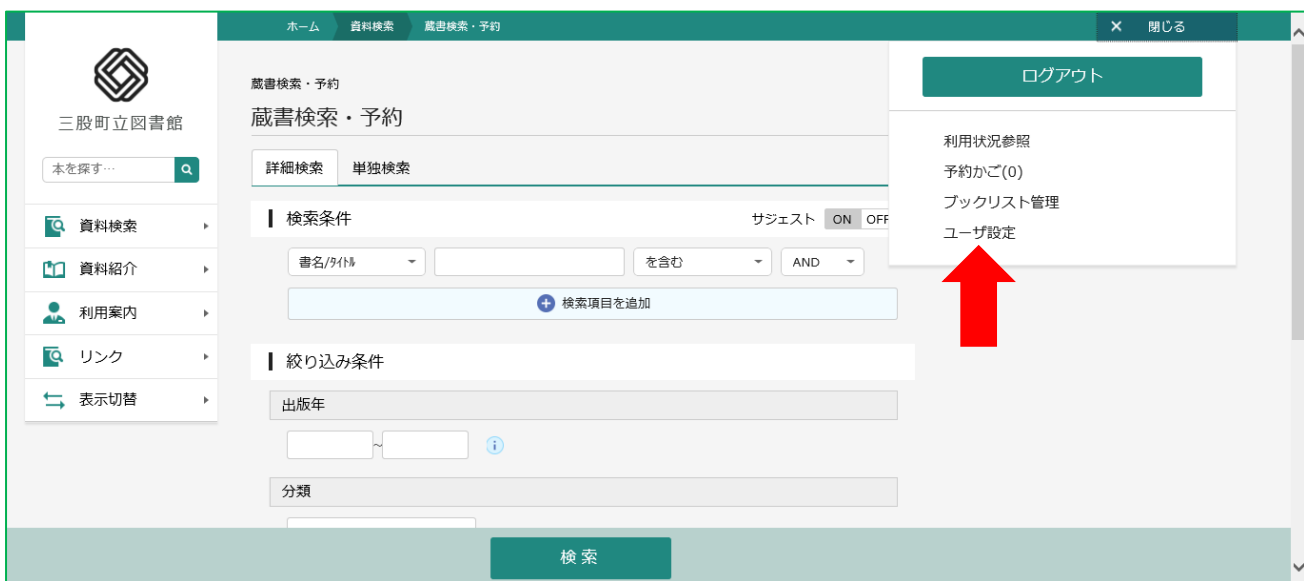 ホーム 資料検索 蔵書検索・予約
× 閉じる
三股町立図書館
本を探す…
資料検索
資料紹介
利用案内
リンク
表示切替
蔵書検索・予約
蔵書検索・予約
詳細検索 単独検索
検索条件 サジェスト ON OFF
書名/タイトル を含む AND
検索項目を追加
絞り込み条件
出版年
~
分類
検索
ログアウト
利用状況参照
予約かご(0)
ブックリスト管理
ユーザ設定